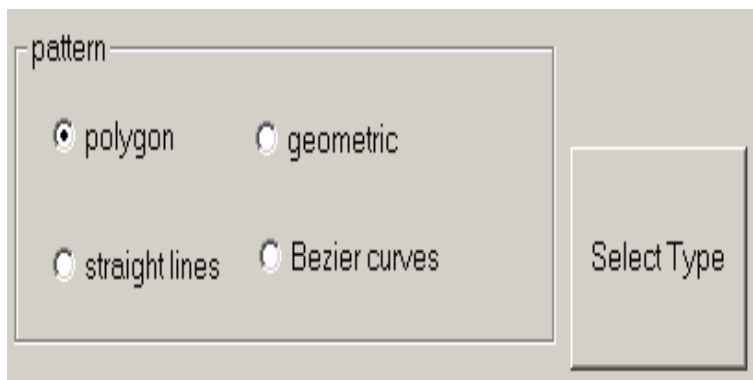 pattern
polygon
geometric
straight lines
Bezier curves
Select Type